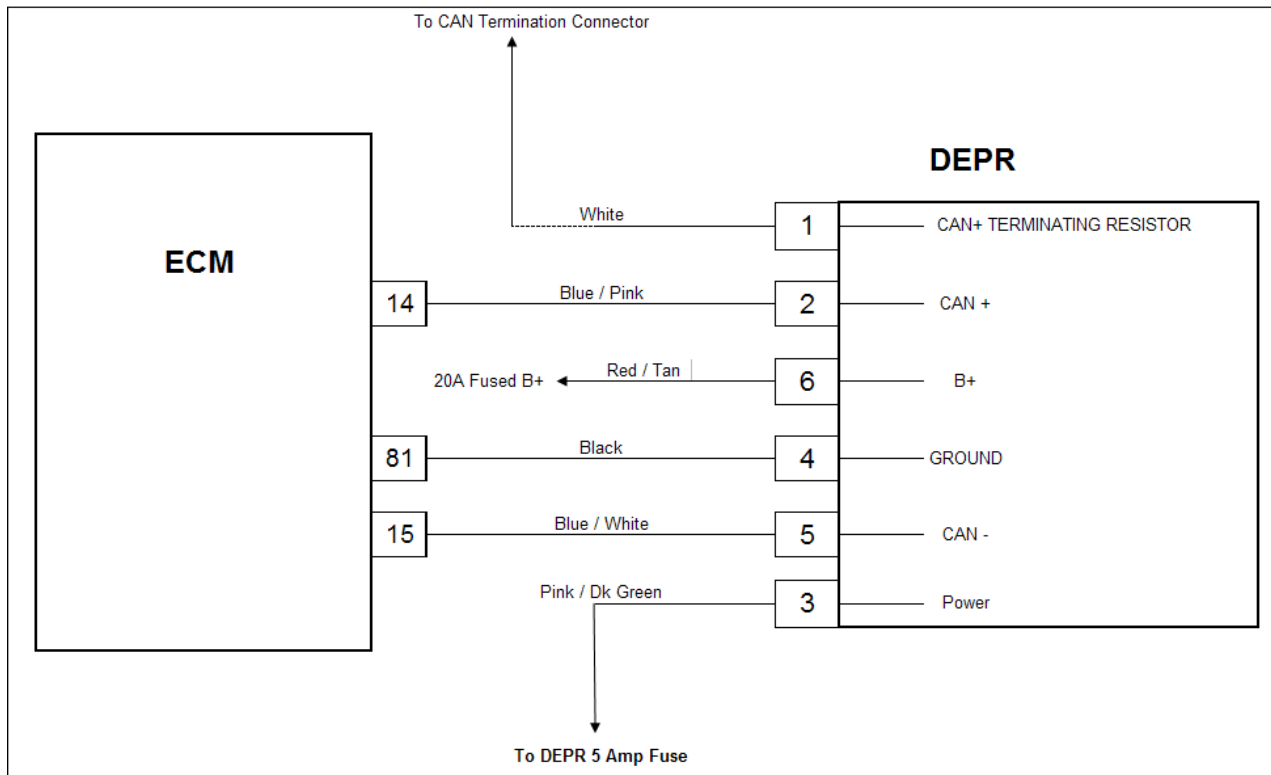 To CAN Termination Connector
DEPR
ECM
White
1
CAN+ TERMINATING RESISTOR
14
Blue / Pink
2
CAN +
20A Fused B+
Red / Tan
6
B+
81
Black
4
GROUND
15
Blue / White
5
CAN -
Pink / Dk Green
3
Power
To DEPR 5 Amp Fuse